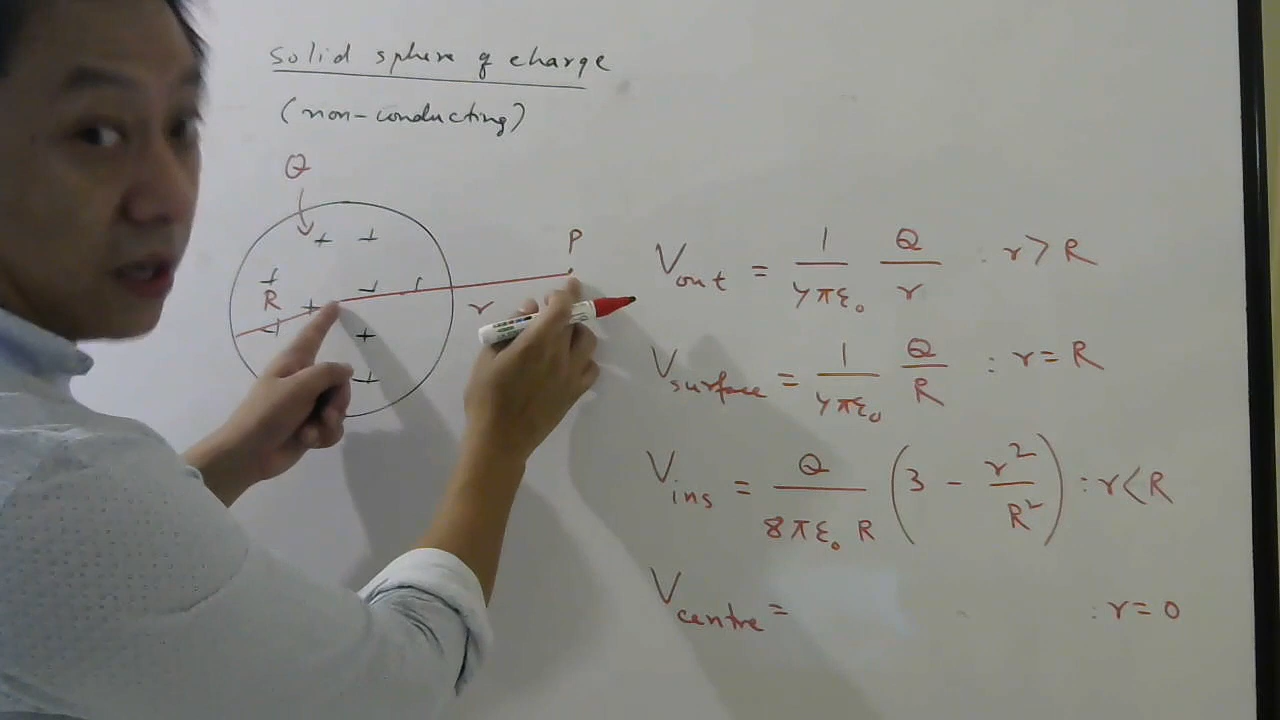 Solid sphere of charge
(non-conducting)
Q
P
R
r
V_out = 1/4πε₀ Q/r : r > R
V_surface = 1/4πε₀ Q/R : r = R
V_ins = Q/8πε₀R (3 - r²/R²) : r < R
V_centre = : r = 0